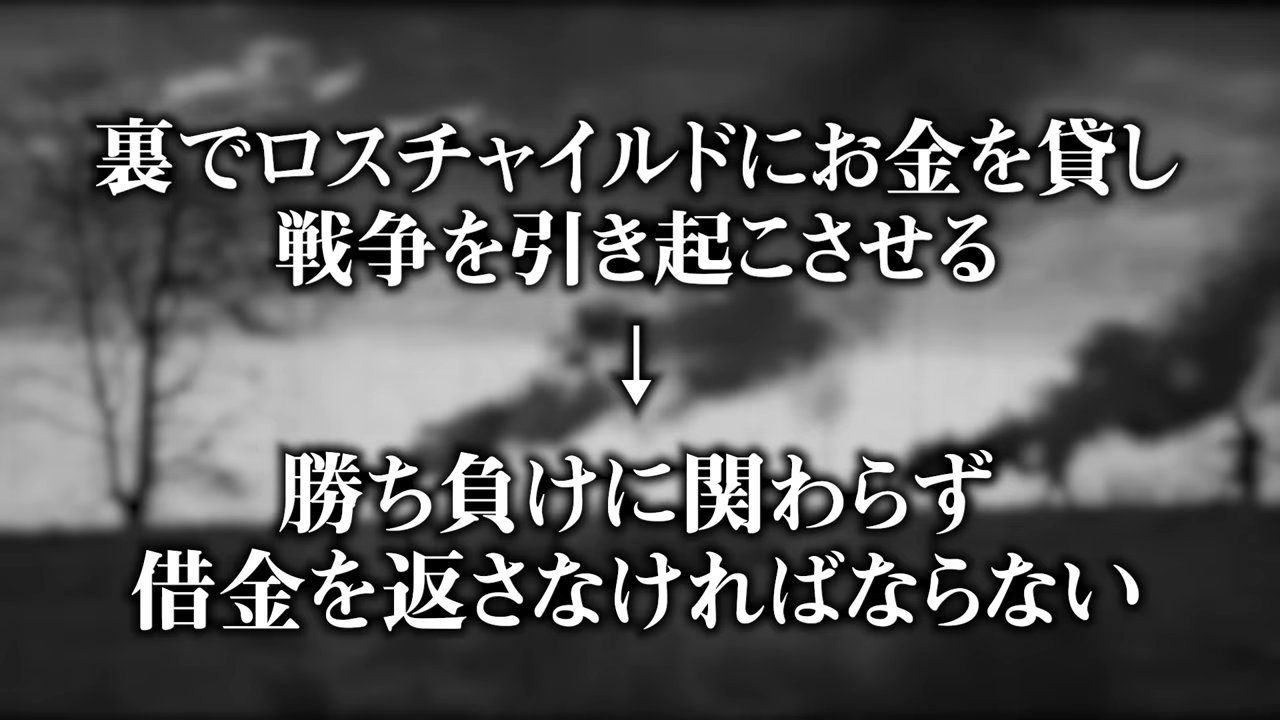 裏でロスチャイルドにお金を貸し
戦争を引き起こさせる
↓
勝ち負けに関わらず
借金を返さなければならない